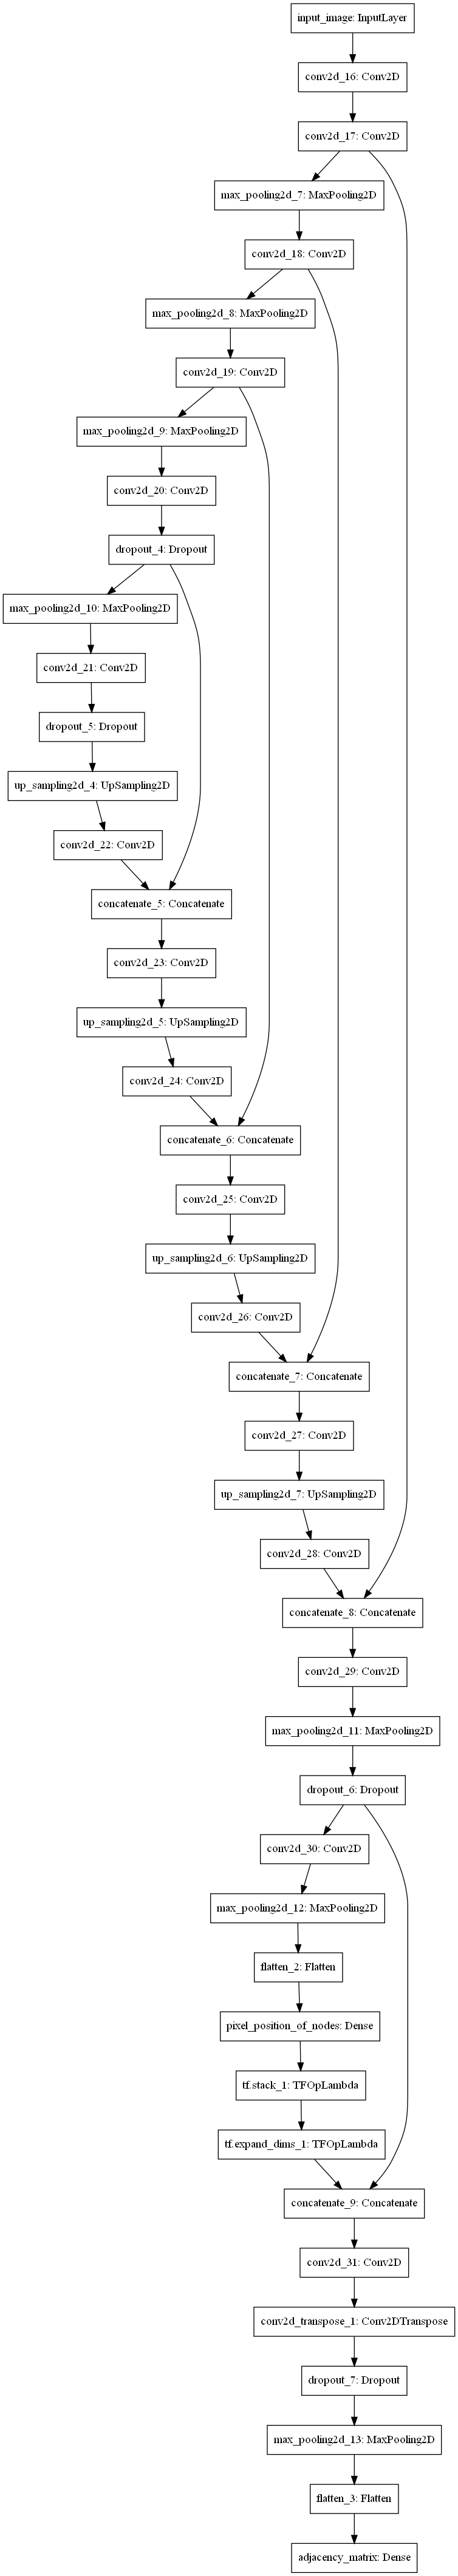 input_image: InputLayer
conv2d_16: Conv2D
conv2d_17: Conv2D
max_pooling2d_7: MaxPooling2D
conv2d_18: Conv2D
max_pooling2d_8: MaxPooling2D
conv2d_19: Conv2D
max_pooling2d_9: MaxPooling2D
conv2d_20: Conv2D
dropout_4: Dropout
max_pooling2d_10: MaxPooling2D
conv2d_21: Conv2D
dropout_5: Dropout
up_sampling2d_4: UpSampling2D
conv2d_22: Conv2D
concatenate_5: Concatenate
conv2d_23: Conv2D
up_sampling2d_5: UpSampling2D
conv2d_24: Conv2D
concatenate_6: Concatenate
conv2d_25: Conv2D
up_sampling2d_6: UpSampling2D
conv2d_26: Conv2D
concatenate_7: Concatenate
conv2d_27: Conv2D
up_sampling2d_7: UpSampling2D
conv2d_28: Conv2D
concatenate_8: Concatenate
conv2d_29: Conv2D
max_pooling2d_11: MaxPooling2D
dropout_6: Dropout
conv2d_30: Conv2D
max_pooling2d_12: MaxPooling2D
flatten_2: Flatten
pixel_position_of_nodes: Dense
tf.stack_1: TFOpLambda
tf.expand_dims_1: TFOpLambda
concatenate_9: Concatenate
conv2d_31: Conv2D
conv2d_transpose_1: Conv2DTranspose
dropout_7: Dropout
max_pooling2d_13: MaxPooling2D
flatten_3: Flatten
adjacency_matrix: Dense